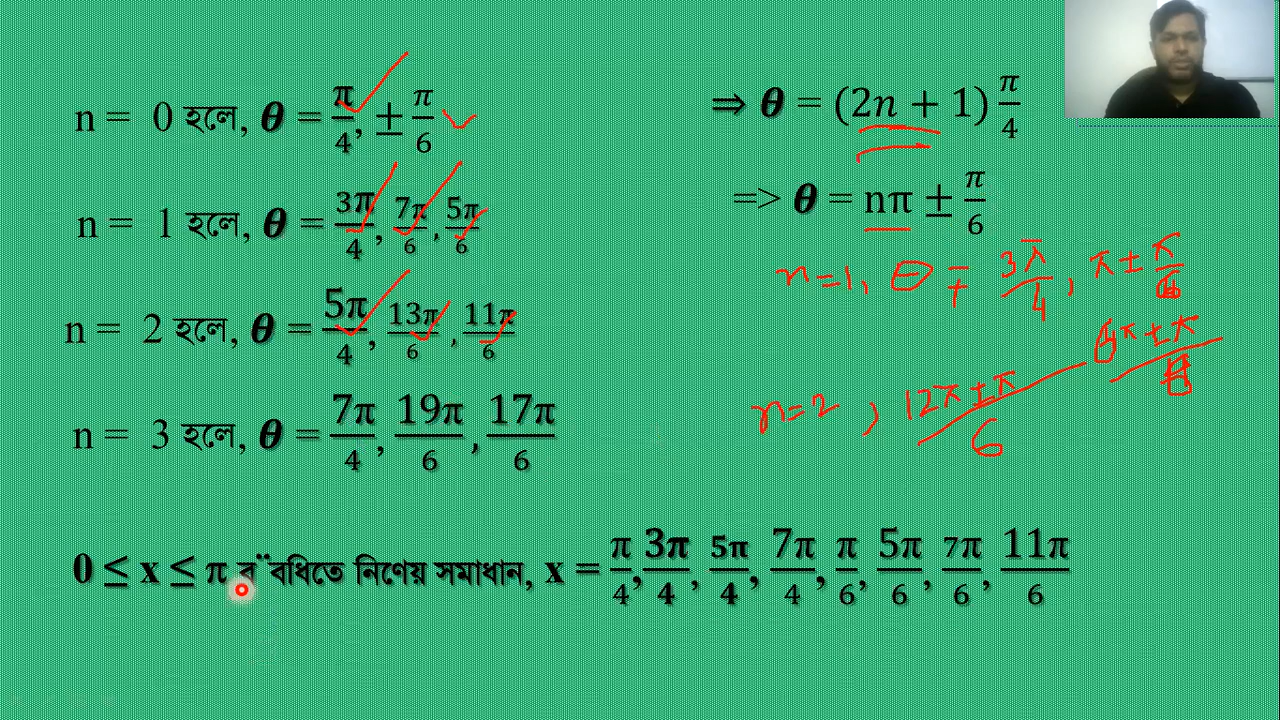 n = 0 হলে, θ = π/4, ± π/6
n = 1 হলে, θ = 3π/4, 7π/6, 5π/6
n = 2 হলে, θ = 5π/4, 13π/6, 11π/6
n = 3 হলে, θ = 7π/4, 19π/6, 17π/6
⇒ θ = (2n + 1) π/4
=> θ = nπ ± π/6
n=1, θ = 3π/4, π ± π/6
n=2, (12π ± π)/6
0 ≤ x ≤ π বধিতে নিণেয় সমাধান, x = π/4, 3π/4, 5π/4, 7π/4, π/6, 5π/6, 7π/6, 11π/6